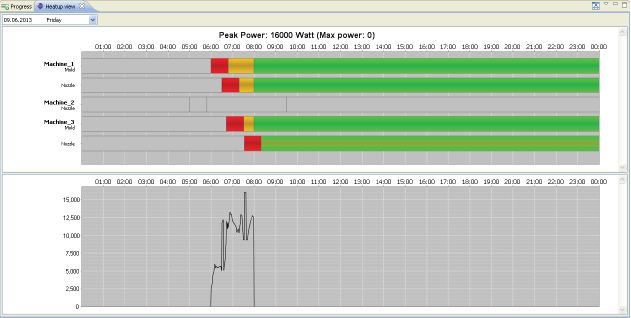 Progress Heatup view
09.06.2013 Friday
Peak Power: 16000 Watt (Max power: 0)
01:00 02:00 03:00 04:00 05:00 06:00 07:00 08:00 09:00 10:00 11:00 12:00 13:00 14:00 15:00 16:00 17:00 18:00 19:00 20:00 21:00 22:00 23:00 00:00
Machine_1
Mold
Nozzle
Machine_2
Nozzle
Machine_3
Mold
Nozzle
01:00 02:00 03:00 04:00 05:00 06:00 07:00 08:00 09:00 10:00 11:00 12:00 13:00 14:00 15:00 16:00 17:00 18:00 19:00 20:00 21:00 22:00 23:00 00:00
15,000
12,500
10,000
7,500
5,000
2,500
0